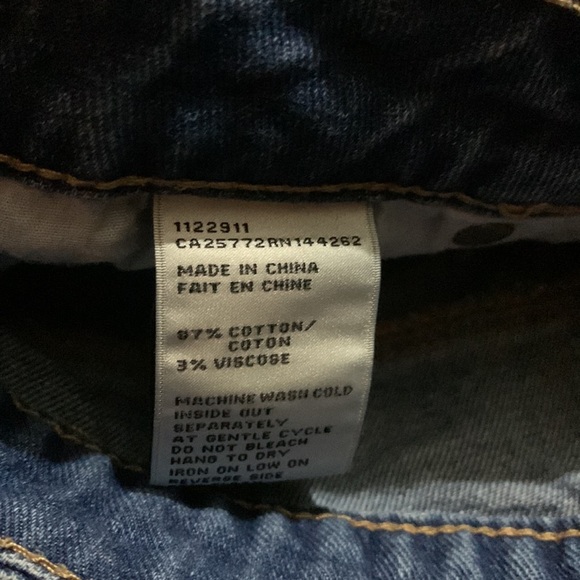 1122911
CA25772RN144262
MADE IN CHINA
FAIT EN CHINE
97% COTTON/
COTON
3% VISCOSE
MACHINE WASH COLD
INSIDE OUT
SEPARATELY
AT GENTLE CYCLE
DO NOT BLEACH
HANG TO DRY
IRON ON LOW ON
REVERSE SIDE